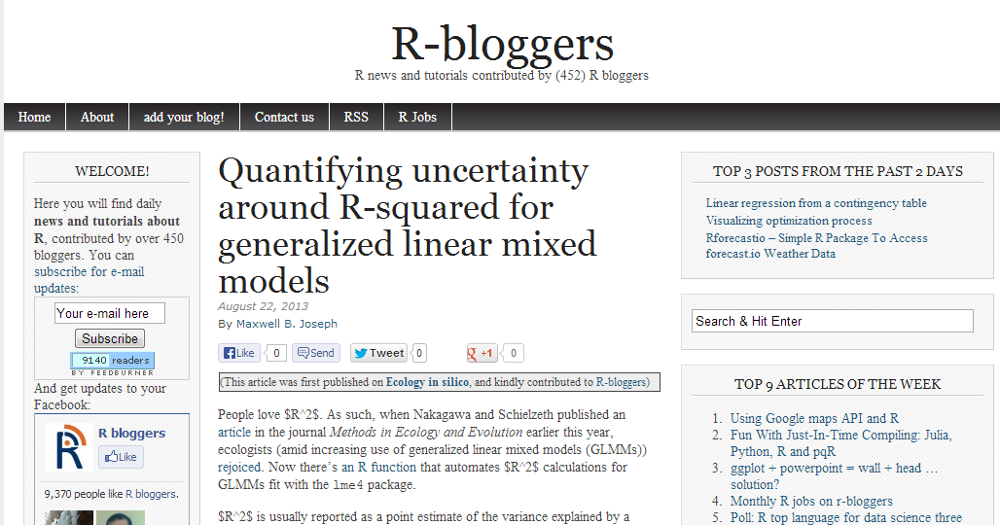 R-bloggers
R news and tutorials contributed by (452) R bloggers
Home
About
add your blog!
Contact us
RSS
R Jobs
WELCOME!
Here you will find daily
news and tutorials about
R, contributed by over 450
bloggers. You can
subscribe for e-mail
updates:
Your e-mail here
Subscribe
9140 readers
BY FEEDBURNER
And get updates to your
Facebook:
R bloggers
Like
9,370 people like R bloggers.
Quantifying uncertainty
around R-squared for
generalized linear mixed
models
August 22, 2013
By Maxwell B. Joseph
Like 0 Send Tweet 0 +1 0
(This article was first published on Ecology in silico, and kindly contributed to R-bloggers)
People love $R^2$. As such, when Nakagawa and Schielzeth published an
article in the journal Methods in Ecology and Evolution earlier this year,
ecologists (amid increasing use of generalized linear mixed models (GLMMs))
rejoiced. Now there's an R function that automates $R^2$ calculations for
GLMMs fit with the lme4 package.
$R^2$ is usually reported as a point estimate of the variance explained by a
TOP 3 POSTS FROM THE PAST 2 DAYS
Linear regression from a contingency table
Visualizing optimization process
Rforecastio – Simple R Package To Access
forecast.io Weather Data
Search & Hit Enter
TOP 9 ARTICLES OF THE WEEK
1. Using Google maps API and R
2. Fun With Just-In-Time Compiling: Julia,
Python, R and pqR
3. ggplot + powerpoint = wall + head …
solution?
4. Monthly R jobs on r-bloggers
5. Poll: R top language for data science three